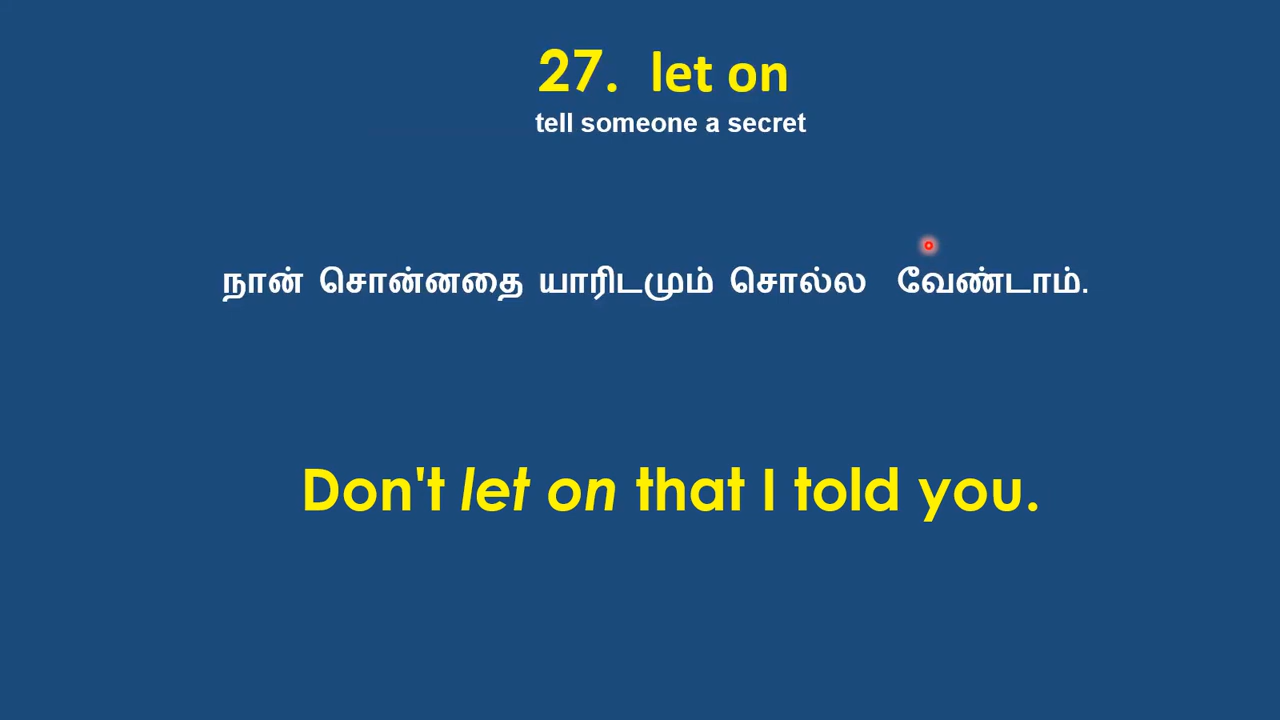 27. let on
tell someone a secret
நான் சொன்னதை யாரிடமும் சொல்ல வேண்டாம்.
Don't let on that I told you.